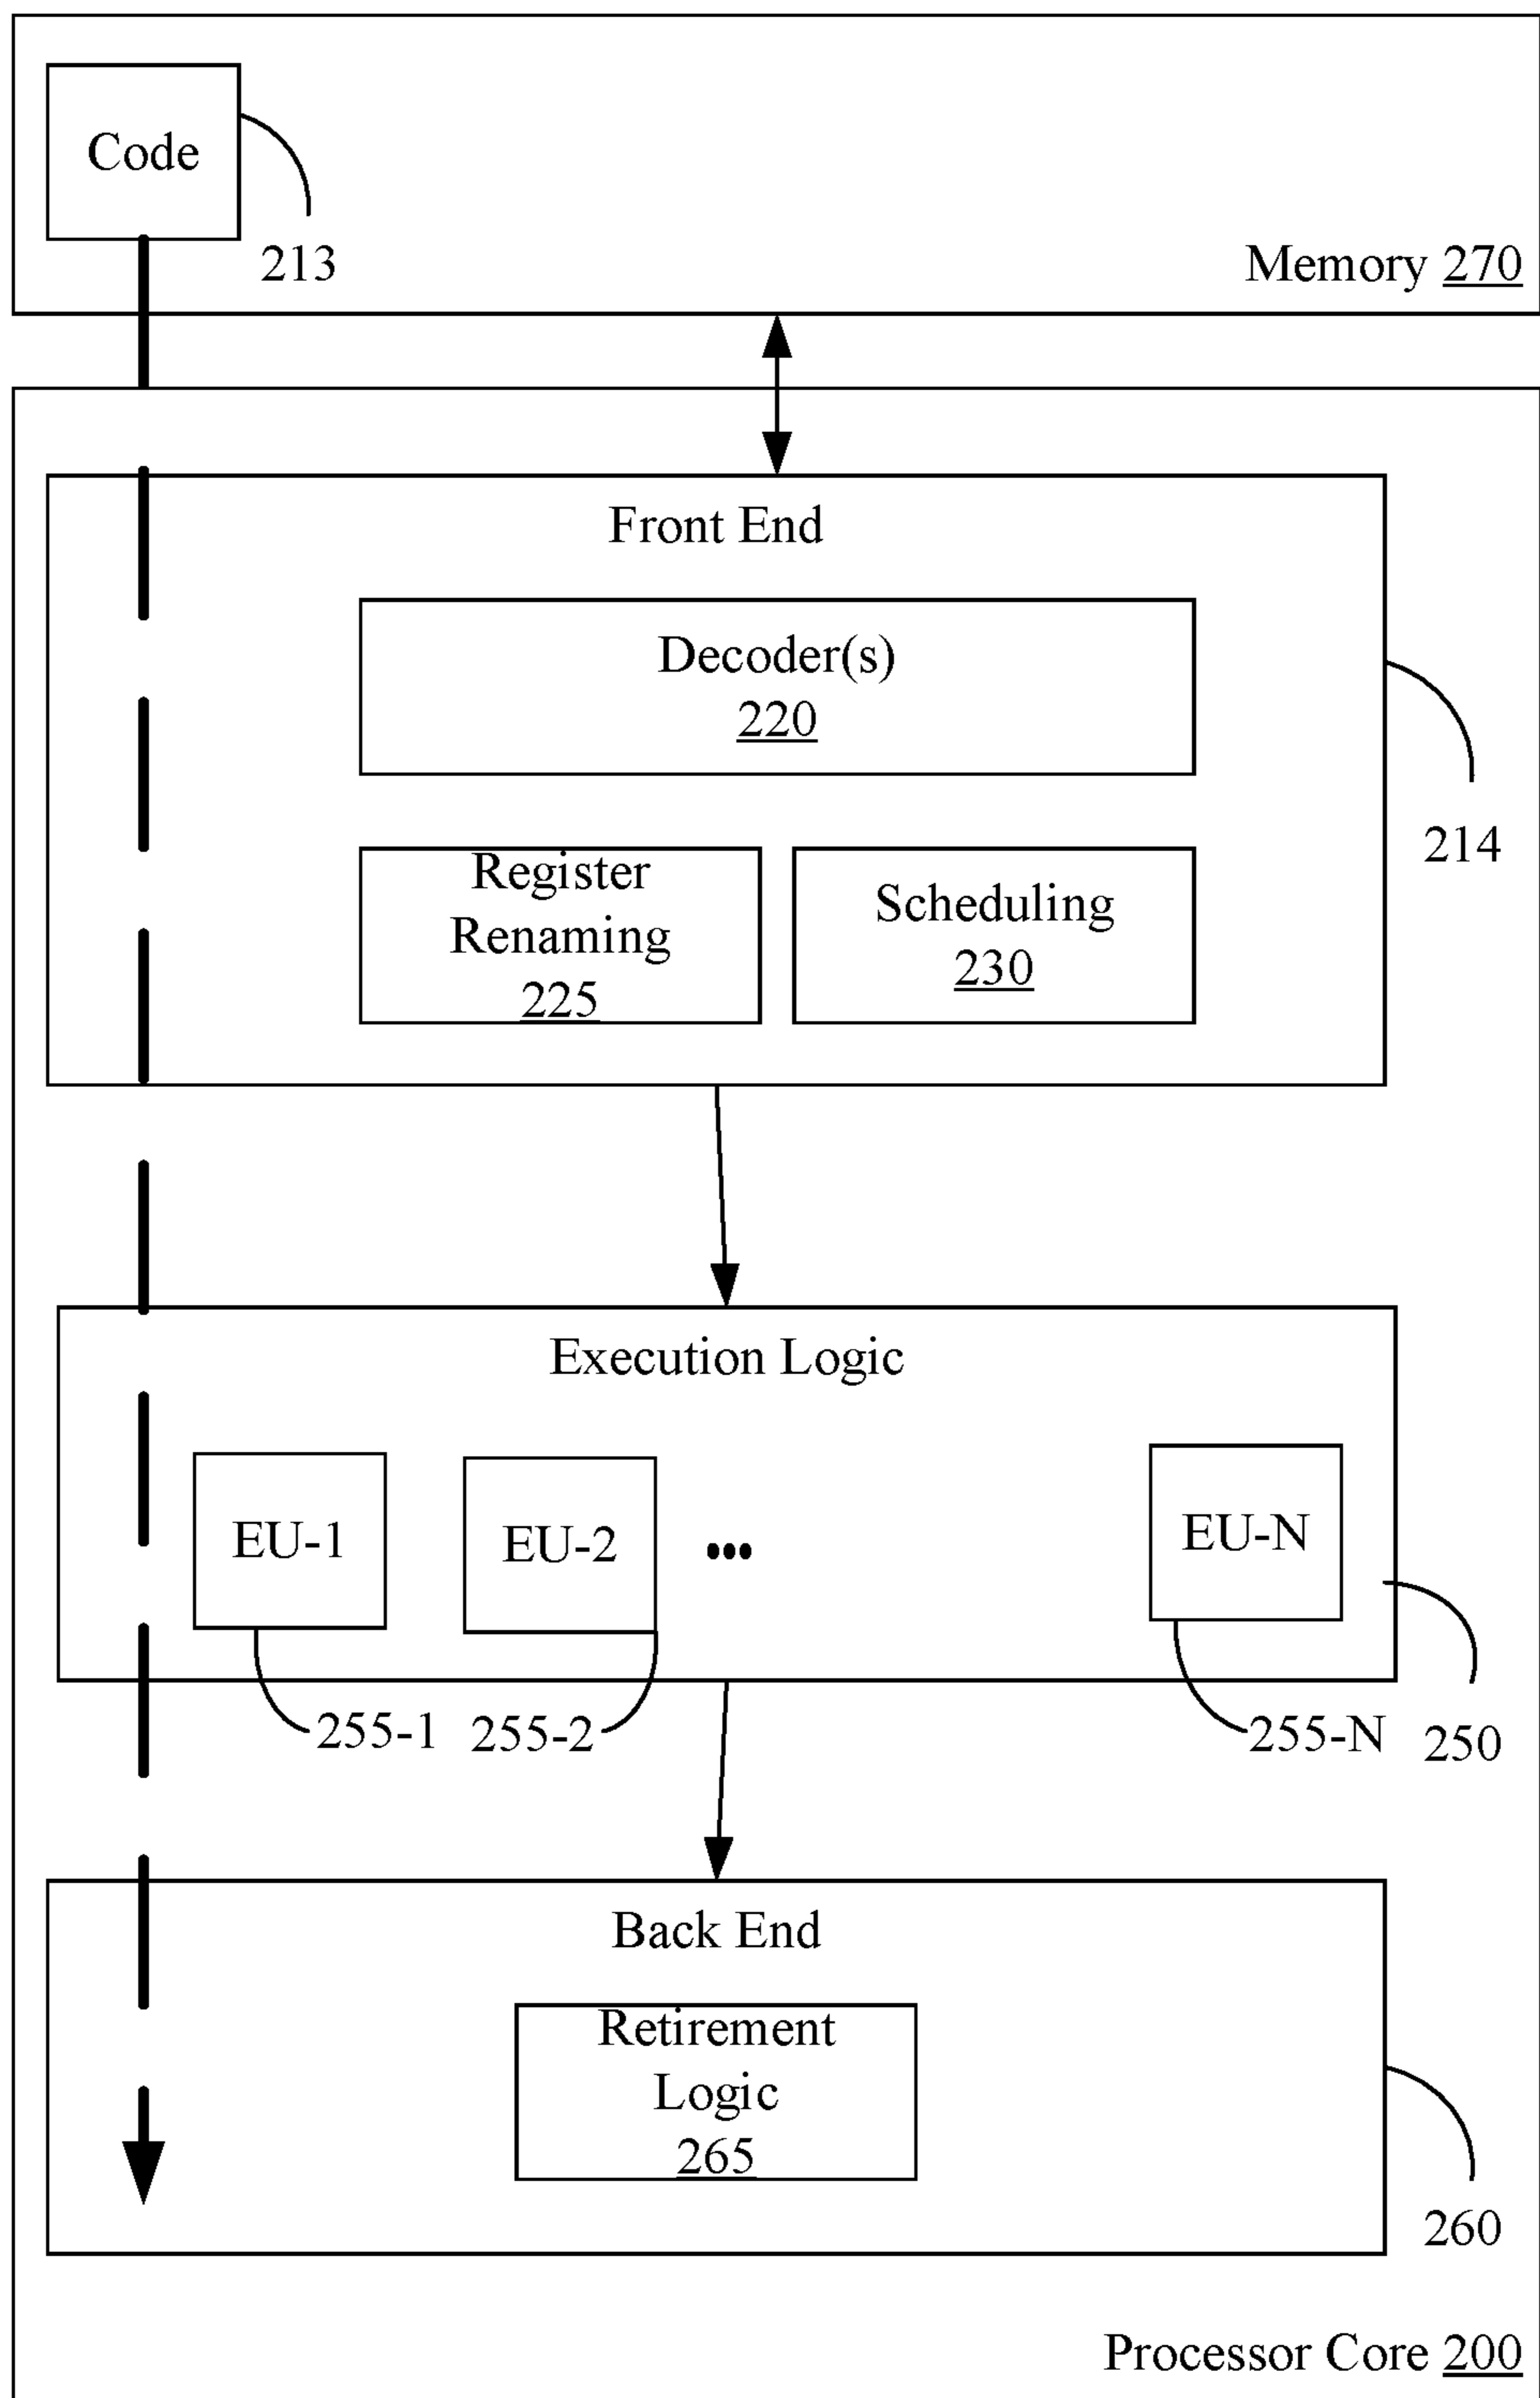 Code
213
Memory 270
Front End
Decoder(s)
220
214
Register
Renaming
225
Scheduling
230
Execution Logic
EU-1
EU-2
•••
EU-N
255-1
255-2
255-N
250
Back End
Retirement
Logic
265
260
Processor Core 200